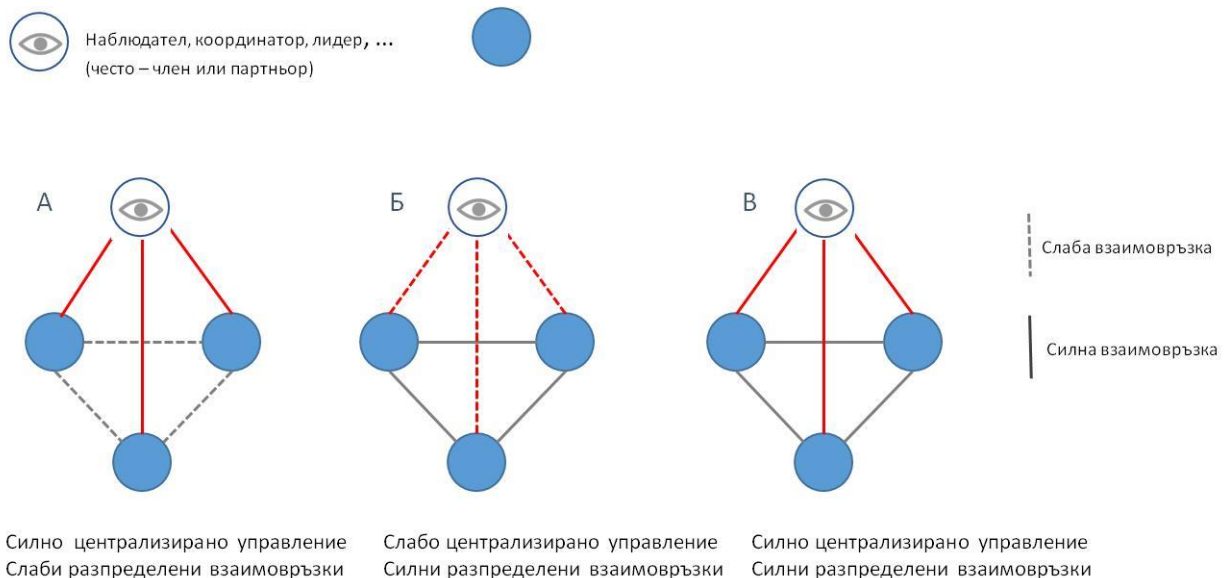 Наблюдател, координатор, лидер, ...
(често – член или партньор)
А
Б
В
Слаба взаимовръзка
Силна взаимовръзка
Силно централизирано управление
Слаби разпределени взаимовръзки
Слабо централизирано управление
Силни разпределени взаимовръзки
Силно централизирано управление
Силни разпределени взаимовръзки